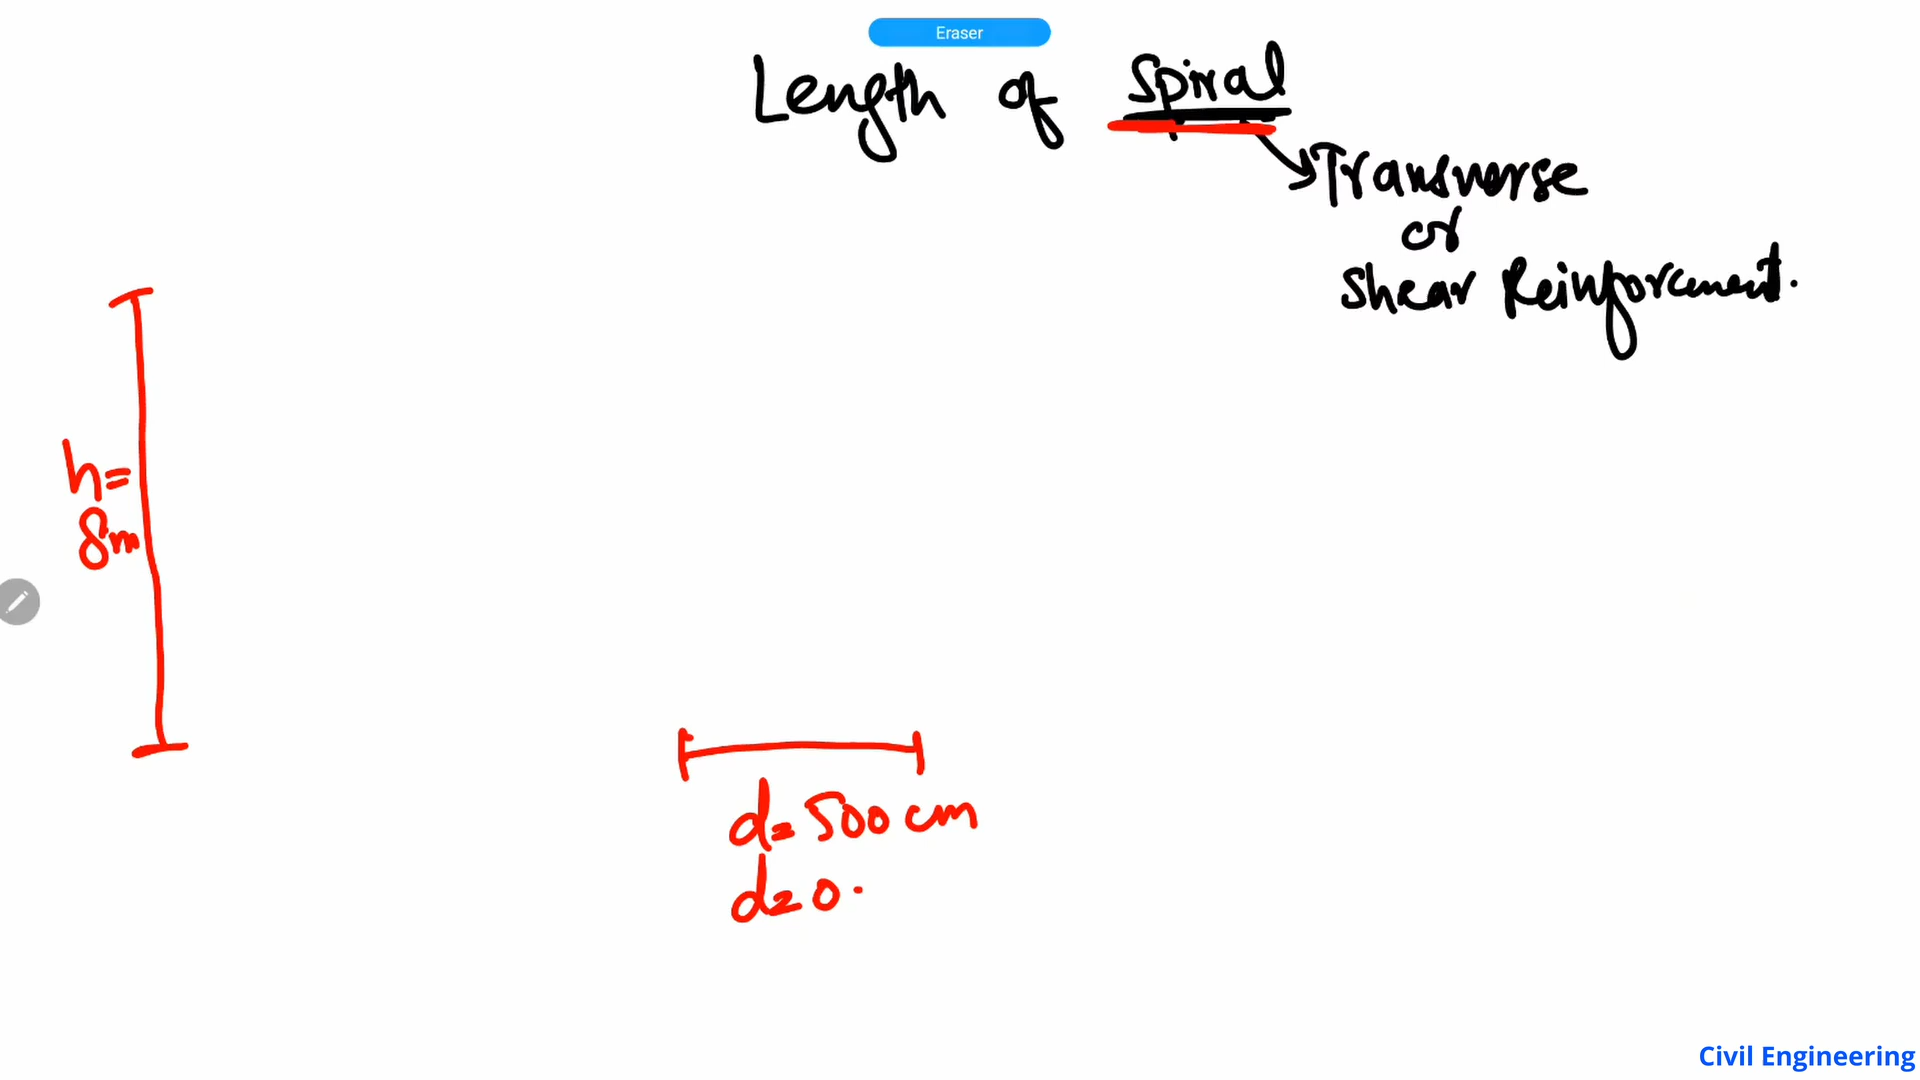 Eraser
Length of Spiral
Transverse
or
Shear Reinforcement.
h=
8m
d= 500 cm
d= 0.
Civil Engineering